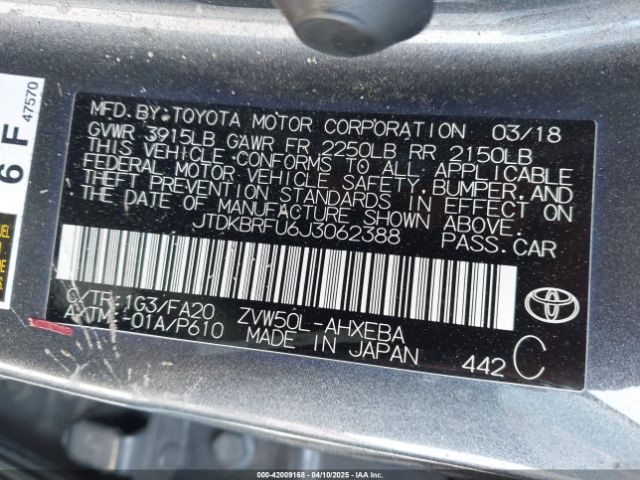 MFD.BY:TOYOTA MOTOR CORPORATION 03/18
GVWR 3915LB GAWR FR 2250LB RR 2150LB
THIS VEHICLE CONFORMS TO ALL APPLICABLE
FEDERAL MOTOR VEHICLE SAFETY,BUMPER,AND
THEFT PREVENTION STANDARDS IN EFFECT ON
THE DATE OF MANUFACTURE SHOWN ABOVE.
JTDKBRFU6J3062388 PASS.CAR
C/TR:1G3/FA20 ZVW50L-AHXEBA
A/TM:-01A/P610 MADE IN JAPAN
442 C
TOYOTA
6 F
47570
000-42009168 - 04/10/2025 - IAAI.COM